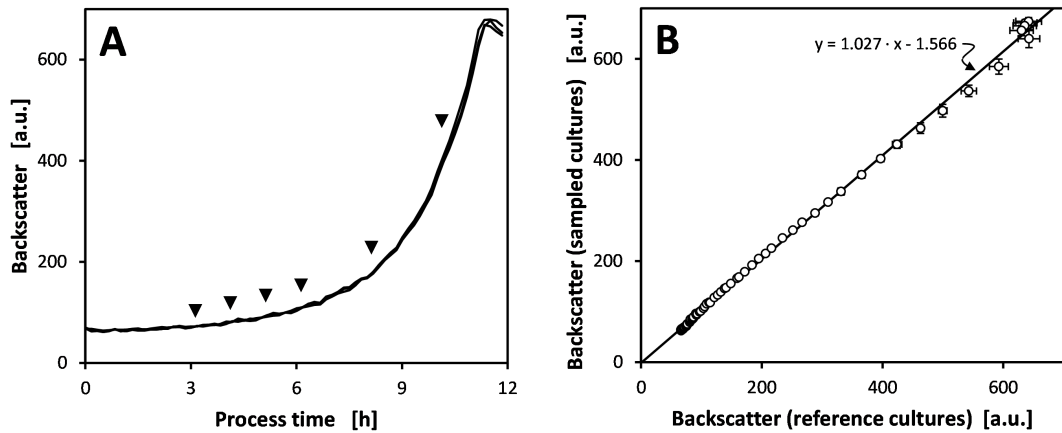 A
Backscatter [a.u.]
600
400
200
0
0 3 6 9 12
Process time [h]
B
y = 1.027 · x - 1.566
Backscatter (sampled cultures) [a.u.]
600
400
200
0
0 200 400 600
Backscatter (reference cultures) [a.u.]